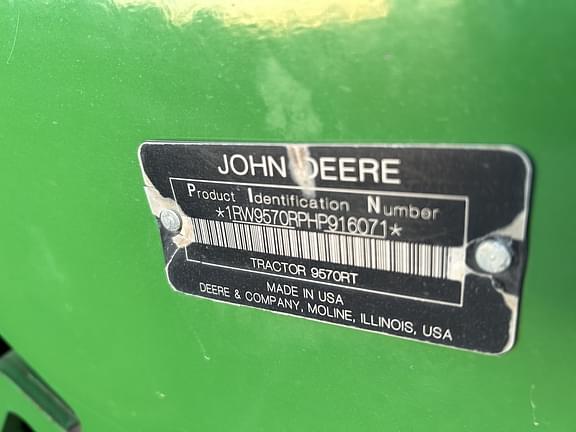 JOHN DEERE
Product Identification Number
*1RW9570RPHP916071*
TRACTOR 9570RT
MADE IN USA
DEERE & COMPANY, MOLINE, ILLINOIS, USA